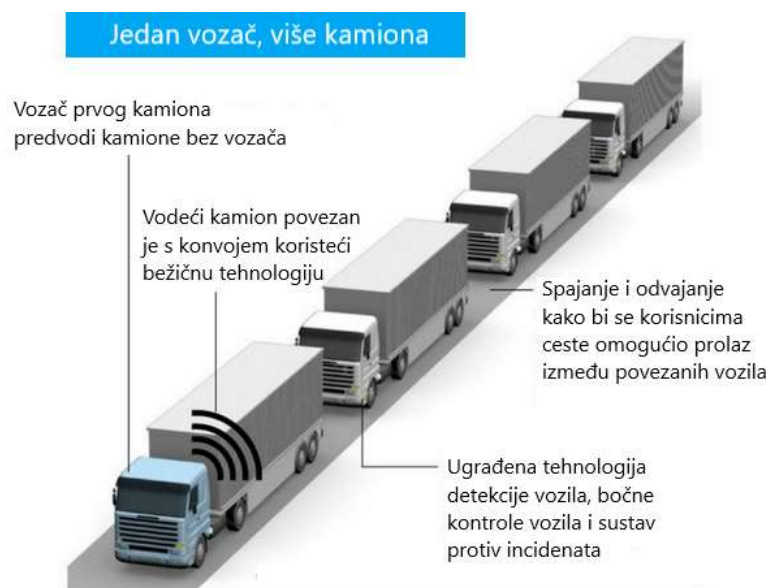 Jedan vozač, više kamiona
Vozač prvog kamiona
predvodi kamione bez vozača
Vodeći kamion povezan
je s konvojem koristeći
bežičnu tehnologiju
Spajanje i odvajanje
kako bi se korisnicima
ceste omogućio prolaz
između povezanih vozila
Ugrađena tehnologija
detekcije vozila, bočne
kontrole vozila i sustav
protiv incidenata